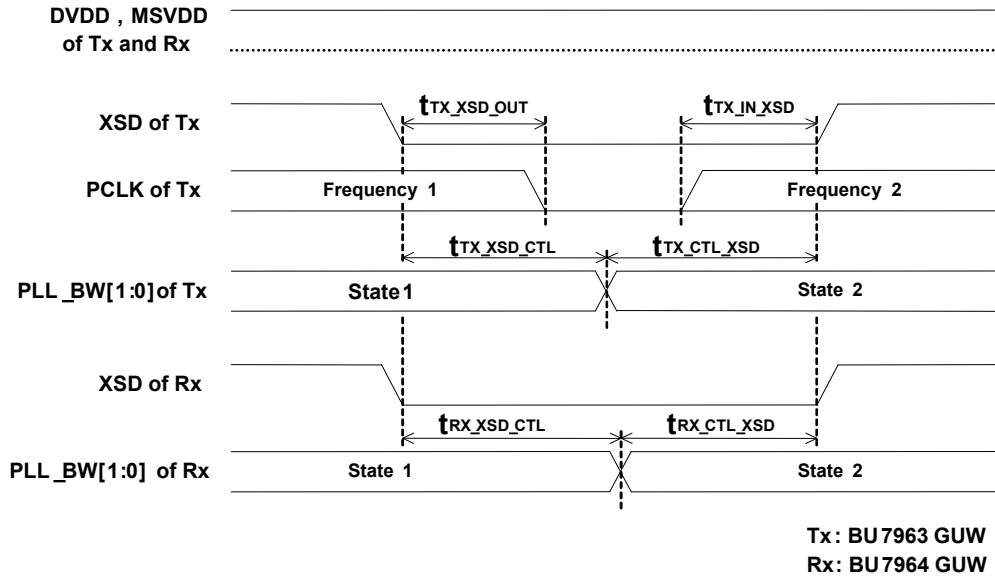 DVDD , MSVDD
of Tx and Rx
tTX_XSD_OUT
tTX_IN_XSD
XSD of Tx
PCLK of Tx
Frequency 1
Frequency 2
tTX_XSD_CTL
tTX_CTL_XSD
PLL_BW[1:0]of Tx
State1
State 2
XSD of Rx
tRX_XSD_CTL
tRX_CTL_XSD
PLL_BW[1:0] of Rx
State 1
State 2
Tx: BU7963 GUW
Rx: BU7964 GUW